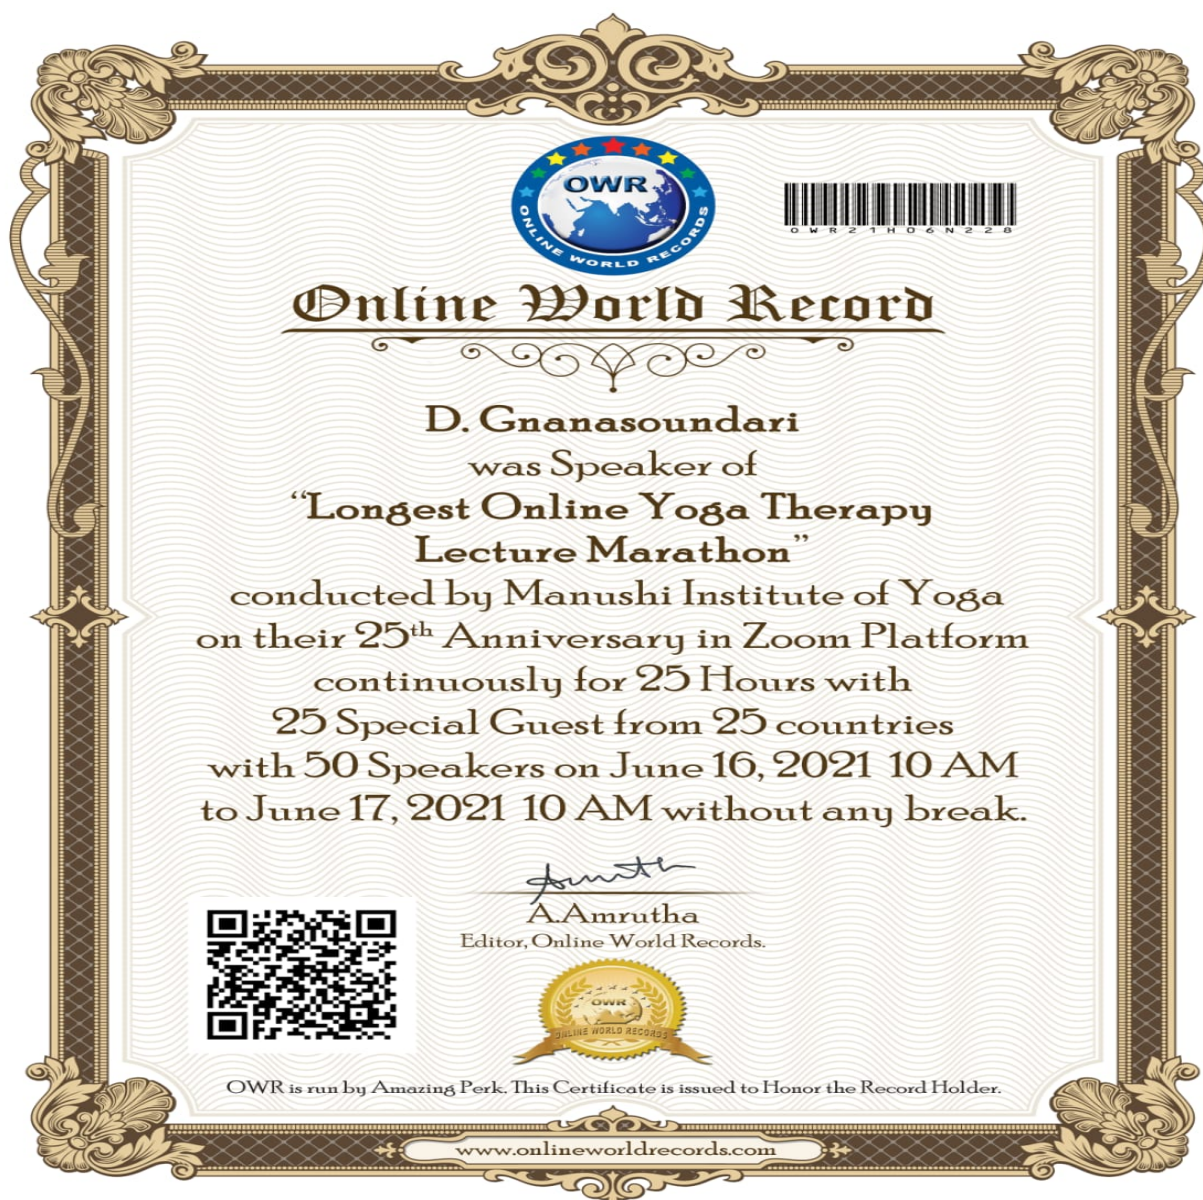 OWR
ONLINE WORLD RECORDS
OWR21H06N228
Online World Record
D. Gnanasoundari
was Speaker of
“Longest Online Yoga Therapy
Lecture Marathon”
conducted by Manushi Institute of Yoga
on their 25th Anniversary in Zoom Platform
continuously for 25 Hours with
25 Special Guest from 25 countries
with 50 Speakers on June 16, 2021 10 AM
to June 17, 2021 10 AM without any break.
A.Amrutha
Editor, Online World Records.
OWR
ONLINE WORLD RECORDS
OWR is run by Amazing Perk. This Certificate is issued to Honor the Record Holder.
www.onlineworldrecords.com